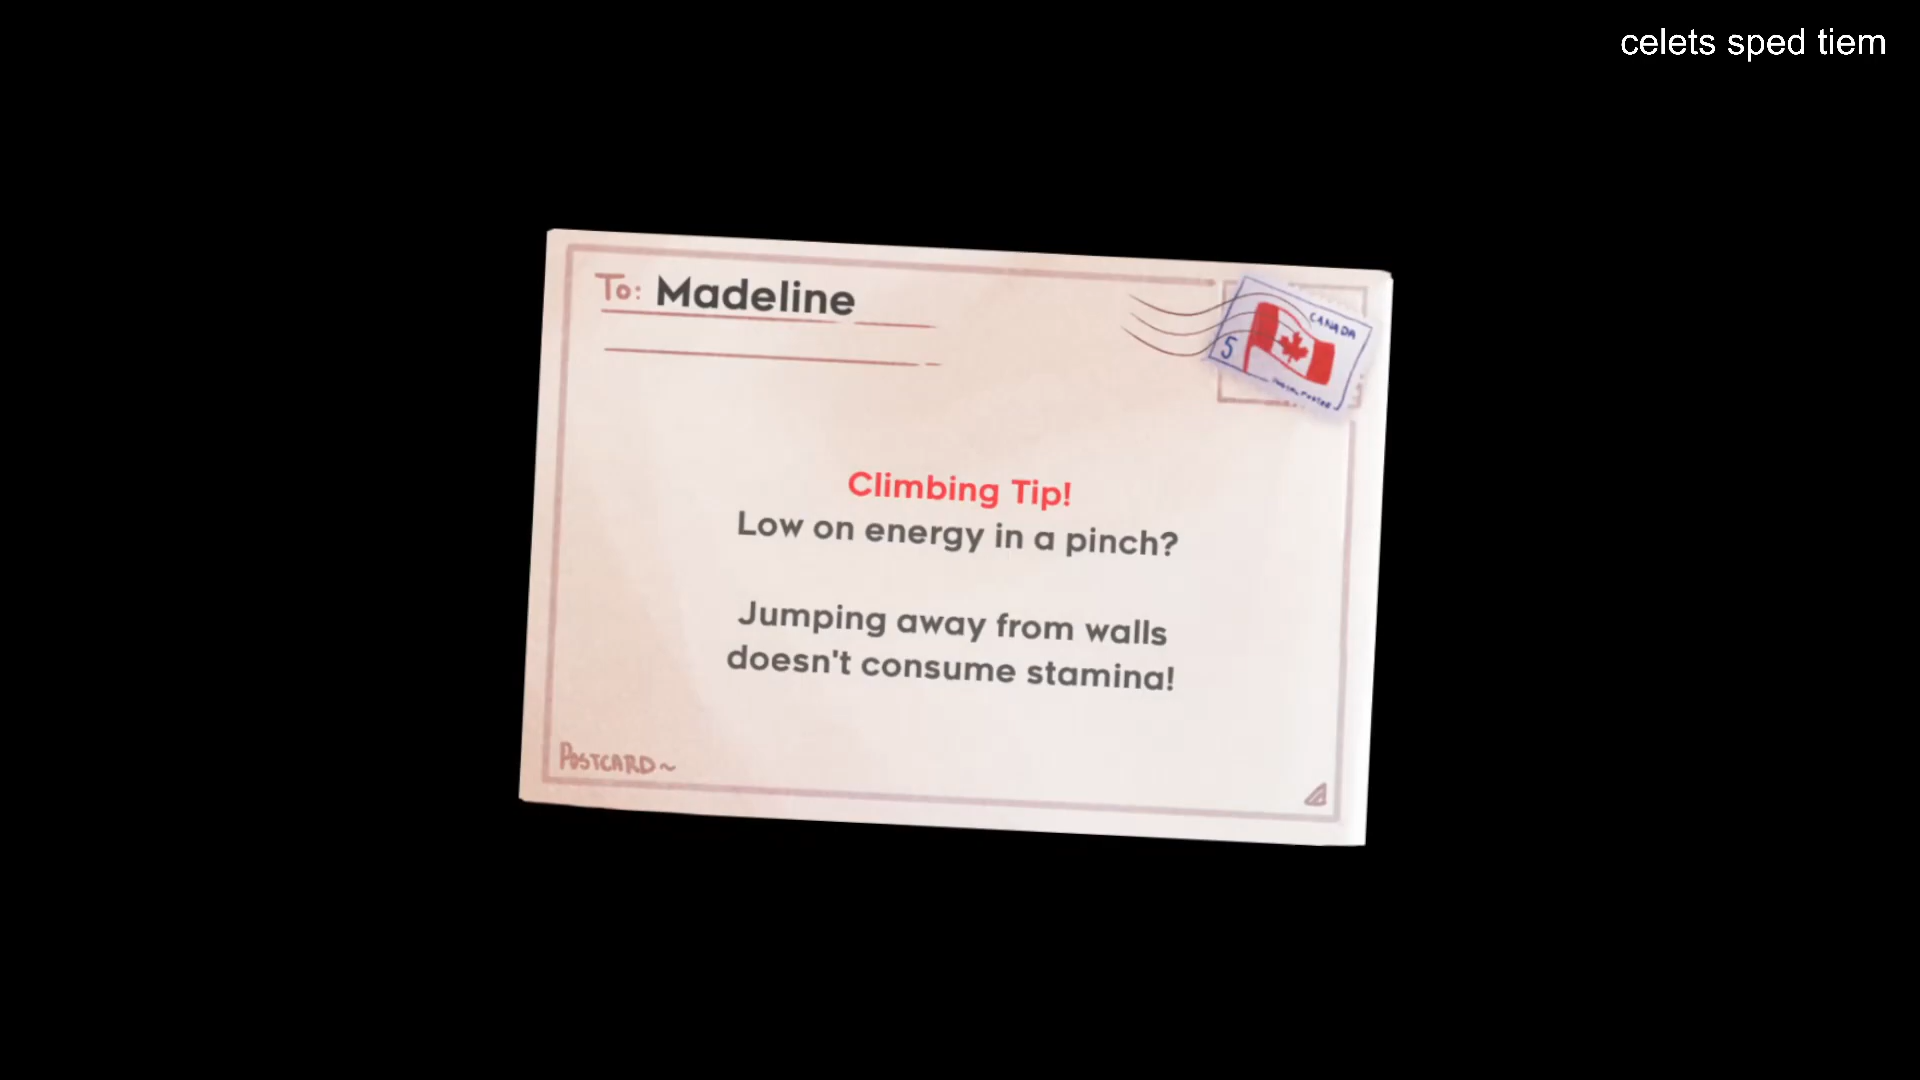 celets sped tiem
To: Madeline
CANADA
5
Climbing Tip!
Low on energy in a pinch?
Jumping away from walls
doesn't consume stamina!
POSTCARD~